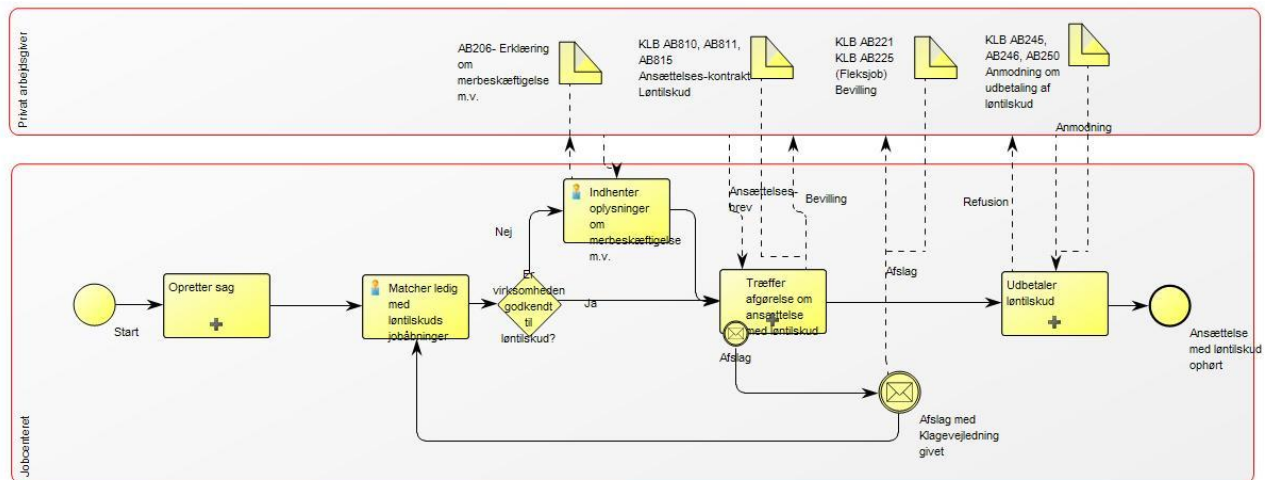 Privat arbejdsgiver
AB206- Erklæring
om
merbeskæftigelse
m.v.
KLB AB810, AB811,
AB815
Ansættelses-kontrakt
Løntilskud
KLB AB221
KLB AB225
(Fleksjob)
Bevilling
KLB AB245,
AB246, AB250
Anmodning om
udbetaling af
løntilskud
Anmodning
Jobcenteret
Start
Opretter sag
Matcher ledig
med
løntilskuds
jobåbninger
Er
virksomheden
godkendt
til
løntilskud?
Nej
Ja
Indhenter
oplysninger
om
merbeskæftigelse
m.v.
Ansættelses-
brev
Bevilling
Træffer
afgørelse om
ansættelse
med løntilskud
Afslag
Afslag
Afslag med
Klagevejledning
givet
Refusion
Udbetaler
løntilskud
Ansættelse
med løntilskud
ophørt